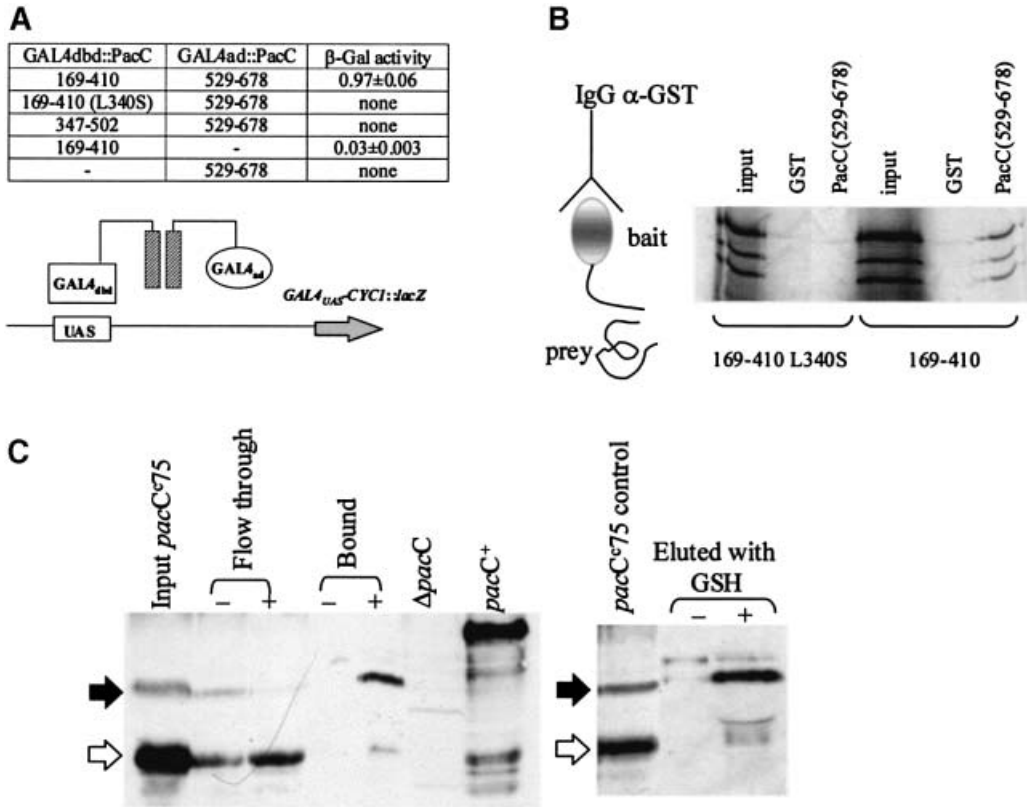 A
GAL4dbd::PacC GAL4ad::PacC β-Gal activity
169-410 529-678 0.97±0.06
169-410 (L340S) 529-678 none
347-502 529-678 none
169-410 - 0.03±0.003
- 529-678 none
GAL4dbd
GAL4ad
GAL4UAS-CYC1::lacZ
UAS
B
IgG α-GST
bait
prey
input
GST
PacC(529-678)
input
GST
PacC(529-678)
169-410 L340S
169-410
C
Input pacCc75
Flow through
− +
Bound
− +
ΔpacC
pacC+
pacCc75 control
Eluted with
GSH
− +